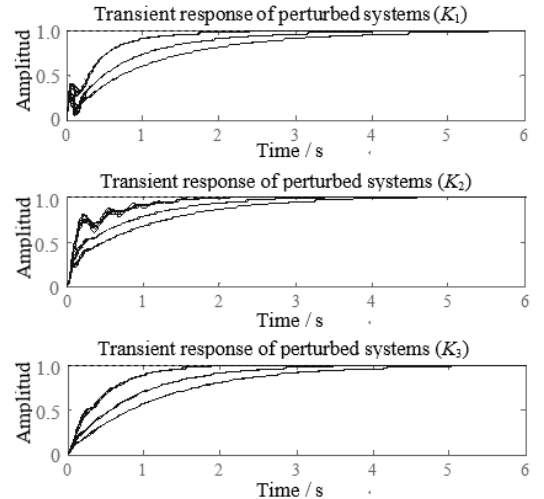 Transient response of perturbed systems (K1)
Amplitud
1.0
0.5
0
0 1 2 3 4 5 6
Time / s
Transient response of perturbed systems (K2)
Amplitud
1.0
0.5
0
0 1 2 3 4 5 6
Time / s
Transient response of perturbed systems (K3)
Amplitud
1.0
0.5
0
0 1 2 3 4 5 6
Time / s